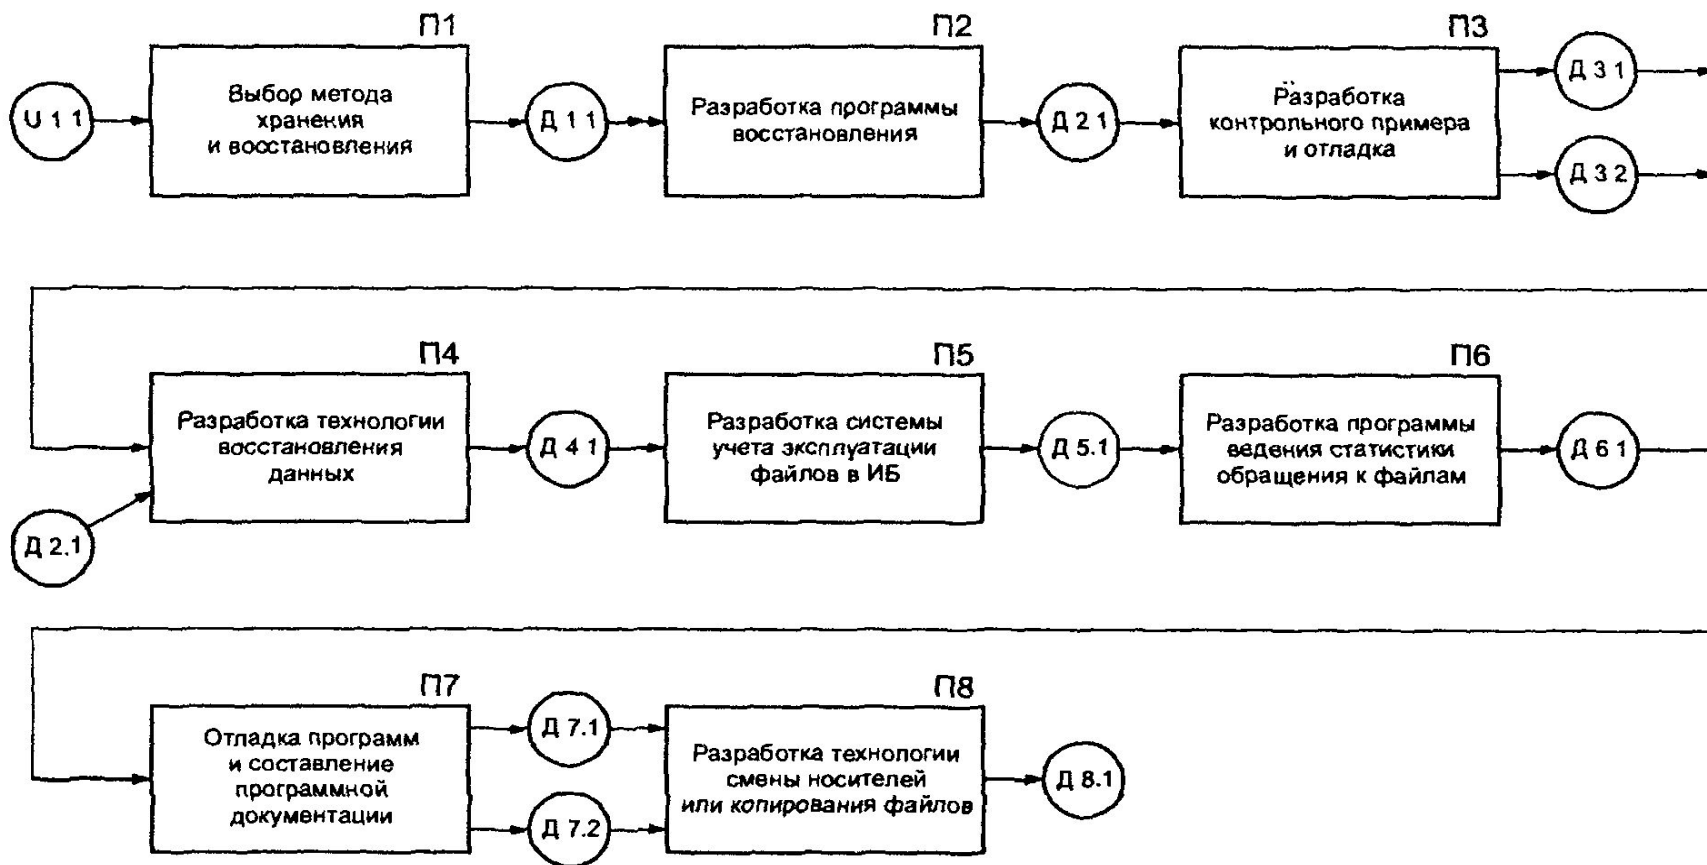 П1
П2
П3
U 1 1
Выбор метода
хранения
и восстановления
Д 1 1
Разработка программы
восстановления
Д 2 1
Разработка
контрольного примера
и отладка
Д 3 1
Д 3 2
П4
П5
П6
Разработка технологии
восстановления
данных
Д 2.1
Д 4 1
Разработка системы
учета эксплуатации
файлов в ИБ
Д 5.1
Разработка программы
ведения статистики
обращения к файлам
Д 6 1
П7
П8
Отладка программ
и составление
программной
документации
Д 7.1
Д 7.2
Разработка технологии
смены носителей
или копирования файлов
Д 8.1